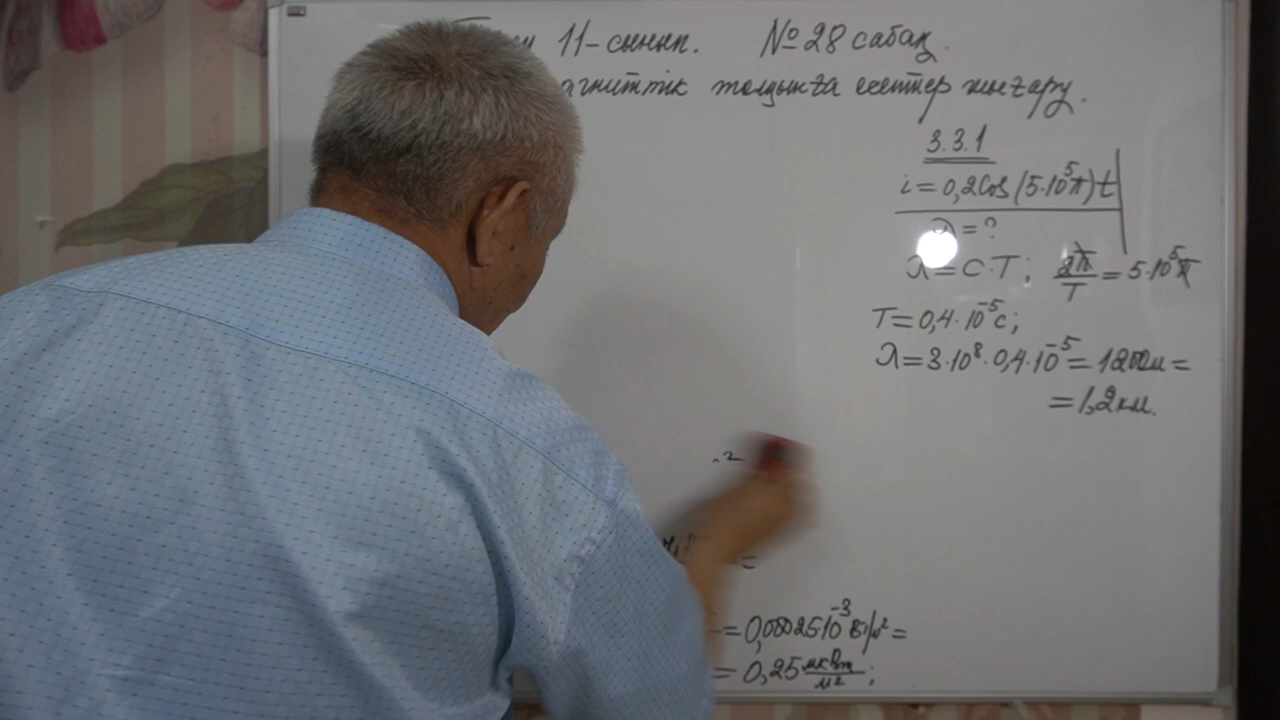 11-сынып. №28 сабақ.
толқынға есептер шығару.
3.3.1
i = 0,2Cos(5·10⁵π)t
λ = ?
λ = C·T; 2π/T = 5·10⁵π
T = 0,4·10⁻⁵c;
λ = 3·10⁸·0,4·10⁻⁵ = 1200м =
= 1,2км.
=
= 0,00025·10⁻³ Вт/м² =
= 0,25 мкВт/м²;